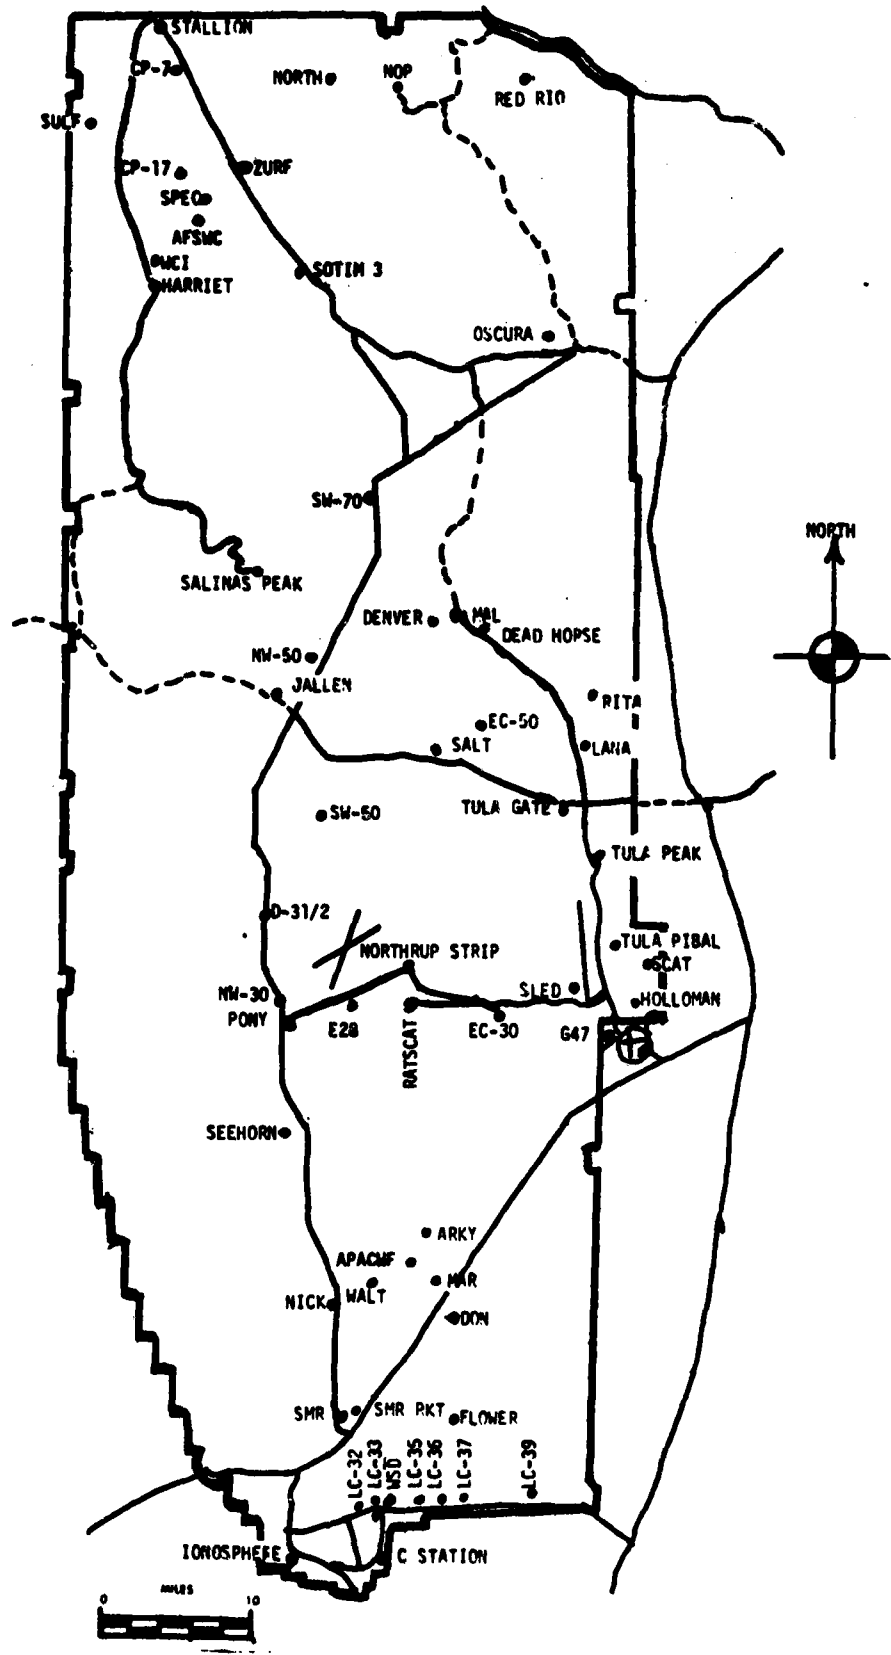 STALLION
CP-7
NORTH
NOP
RED RIO
SULF
CP-17
ZURF
SPEQ
AFSWC
WCI
HARRIET
SOTIM 3
OSCURA
SW-70
NORTH
SALINAS PEAK
DENVER
MAL
DEAD HOPSE
NW-50
JALLEN
RITA
EC-50
SALT
LANA
TULA GATE
SW-50
TULA PEAK
D-31/2
TULA PIBAL
NORTHRUP STRIP
SCAT
NW-30
SLED
HOLLOMAN
PONY
E28
RATSCAT
EC-30
G47
SEEHORN
ARKY
MAR
NICK
WALT
DON
SMR
SMR RKT
FLOWER
LC-32
LC-33
WSD
LC-35
LC-36
LC-37
LC-39
IONOSPHEFE
C STATION
MILES
0
10